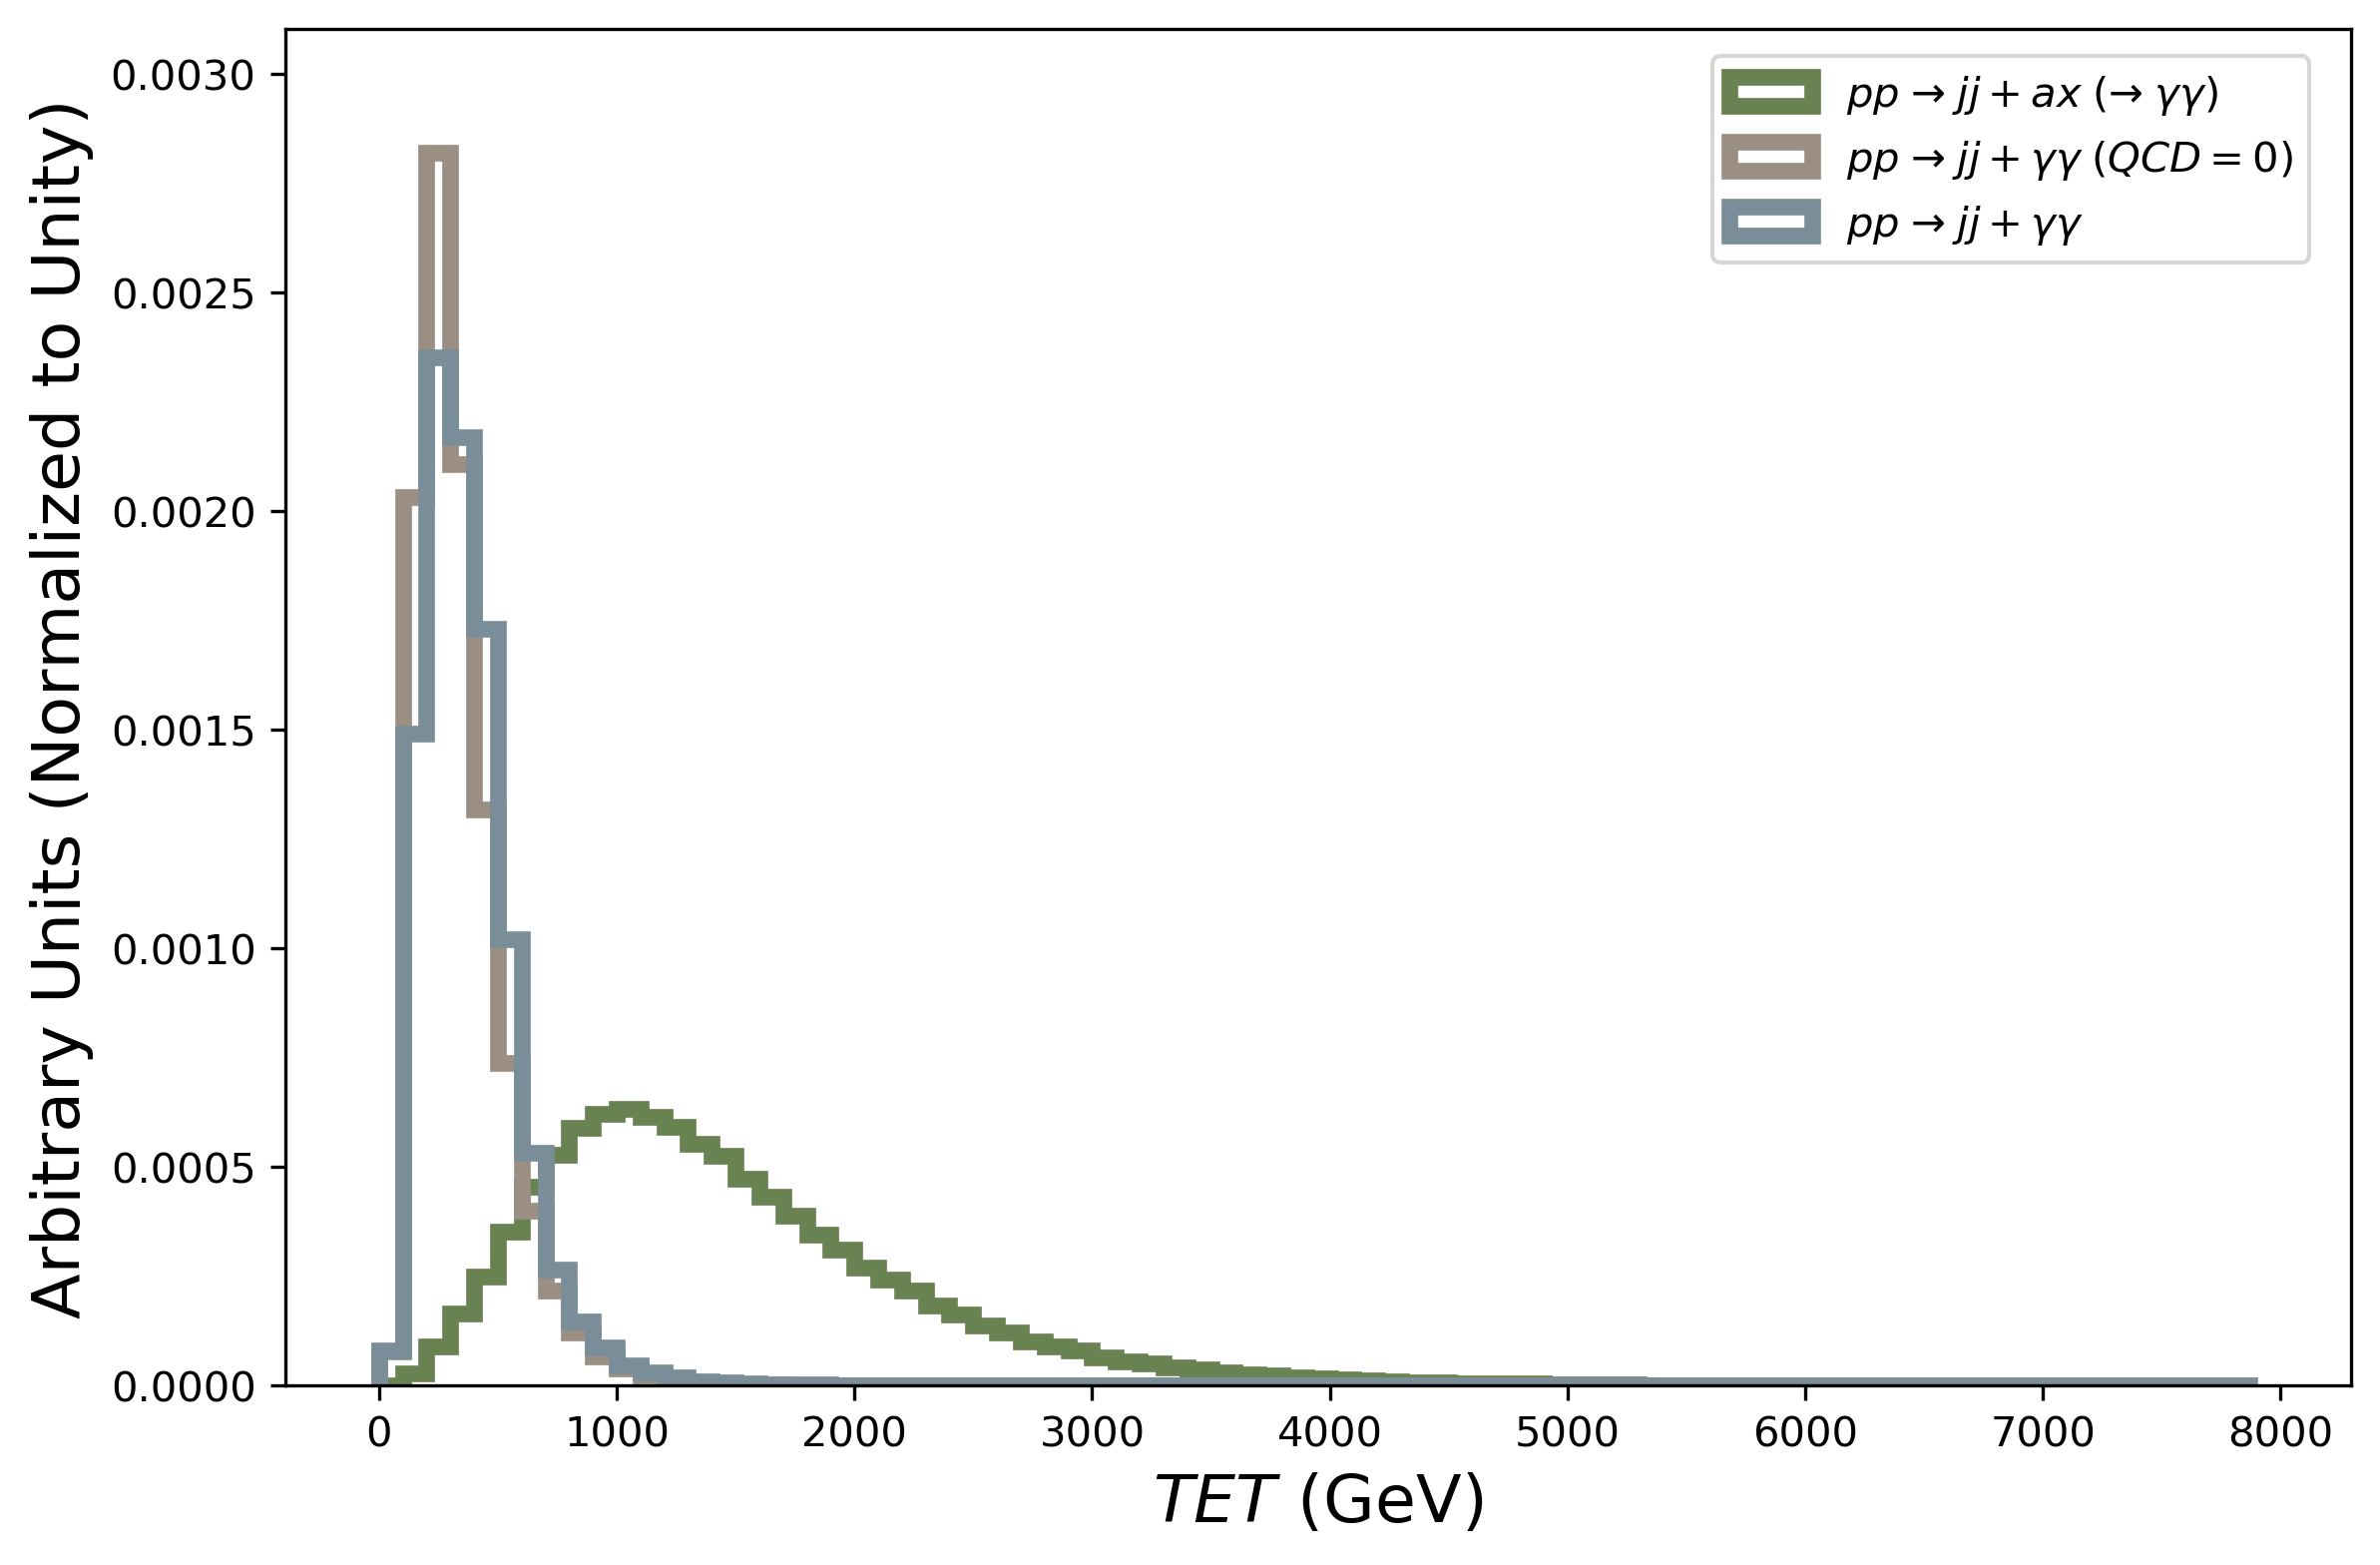 Arbitrary Units (Normalized to Unity)
0.0030
0.0025
0.0020
0.0015
0.0010
0.0005
0.0000
pp → jj + ax (→ γγ)
pp → jj + γγ (QCD = 0)
pp → jj + γγ
0 1000 2000 3000 4000 5000 6000 7000 8000
TET (GeV)